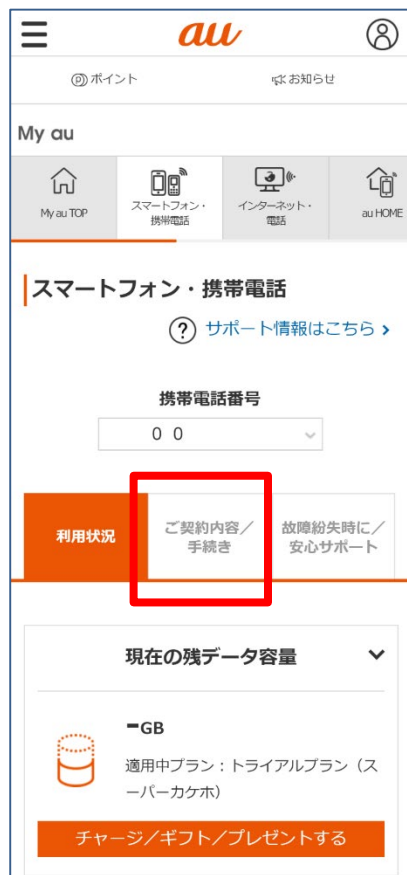 au
ポイント
お知らせ
My au
My au TOP
スマートフォン・
携帯電話
インターネット・
電話
au HOME
スマートフォン・携帯電話
? サポート情報はこちら >
携帯電話番号
0 0
利用状況
ご契約内容/
手続き
故障紛失時に/
安心サポート
現在の残データ容量
-GB
適用中プラン:トライアルプラン(ス
ーパーカケホ)
チャージ/ギフト/プレゼントする